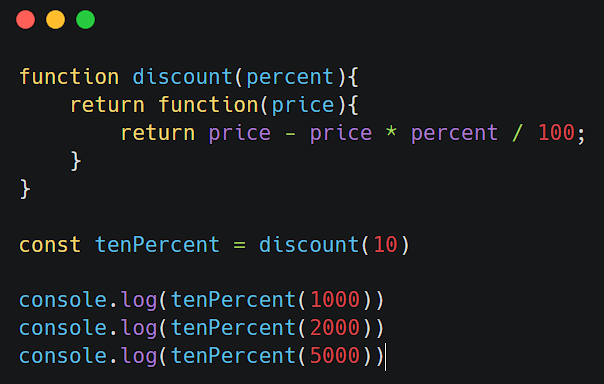 function discount(percent){
    return function(price){
        return price - price * percent / 100;
    }
}

const tenPercent = discount(10)

console.log(tenPercent(1000))
console.log(tenPercent(2000))
console.log(tenPercent(5000))